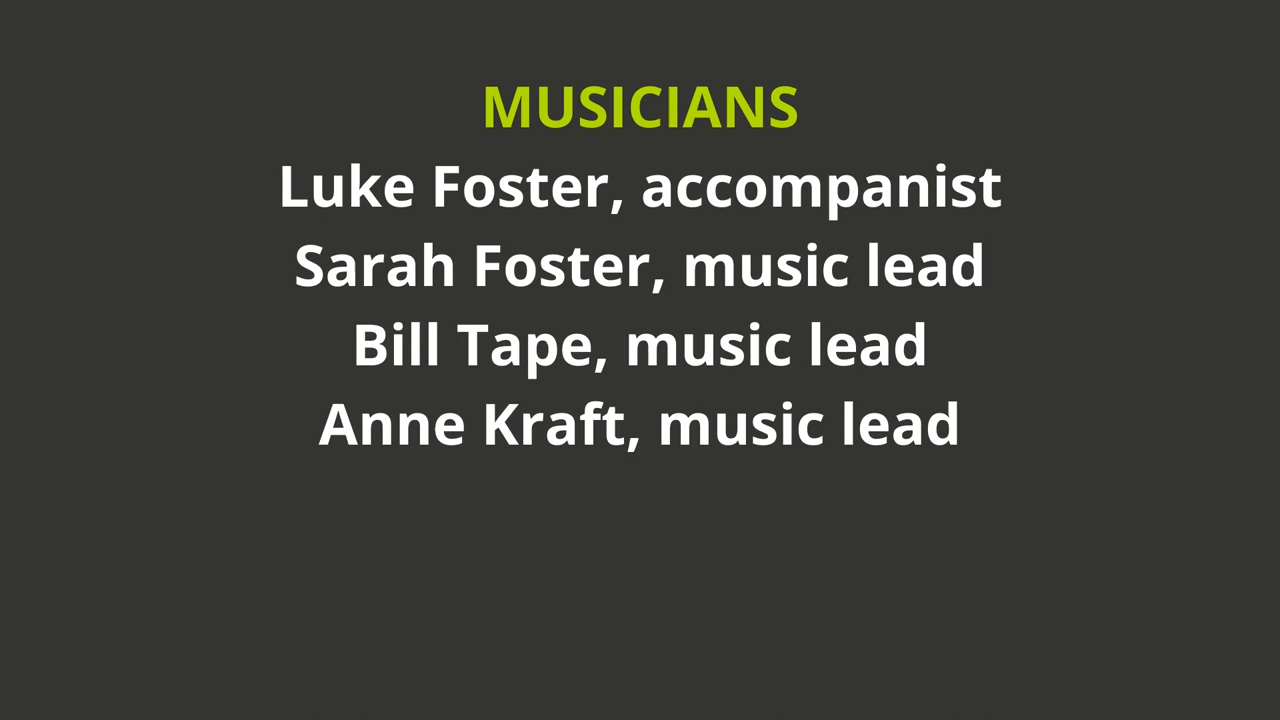 MUSICIANS
Luke Foster, accompanist
Sarah Foster, music lead
Bill Tape, music lead
Anne Kraft, music lead